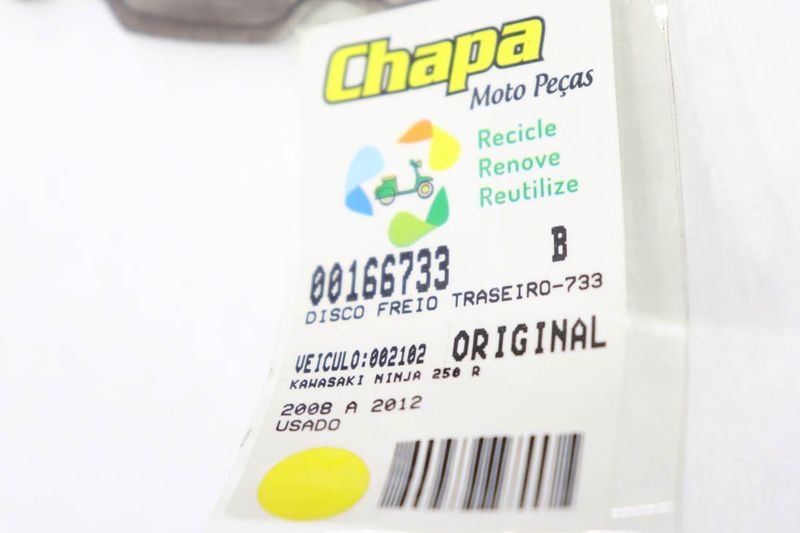 Chapa
Moto Peças
Recicle
Renove
Reutilize
00166733 B
DISCO FREIO TRASEIRO-733
VEICULO:002102 ORIGINAL
KAWASAKI NINJA 250 R
2008 A 2012
USADO